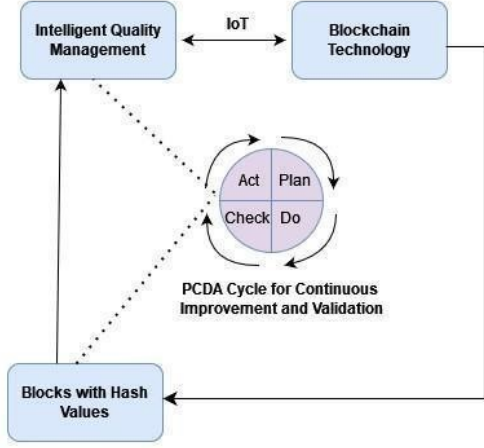 Intelligent Quality
Management
IoT
Blockchain
Technology
Act
Plan
Check
Do
PCDA Cycle for Continuous
Improvement and Validation
Blocks with Hash
Values